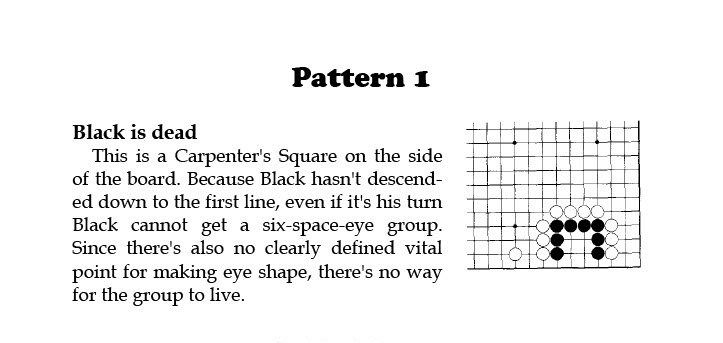 Pattern 1
Black is dead
This is a Carpenter's Square on the side
of the board. Because Black hasn't descend-
ed down to the first line, even if it's his turn
Black cannot get a six-space-eye group.
Since there's also no clearly defined vital
point for making eye shape, there's no way
for the group to live.